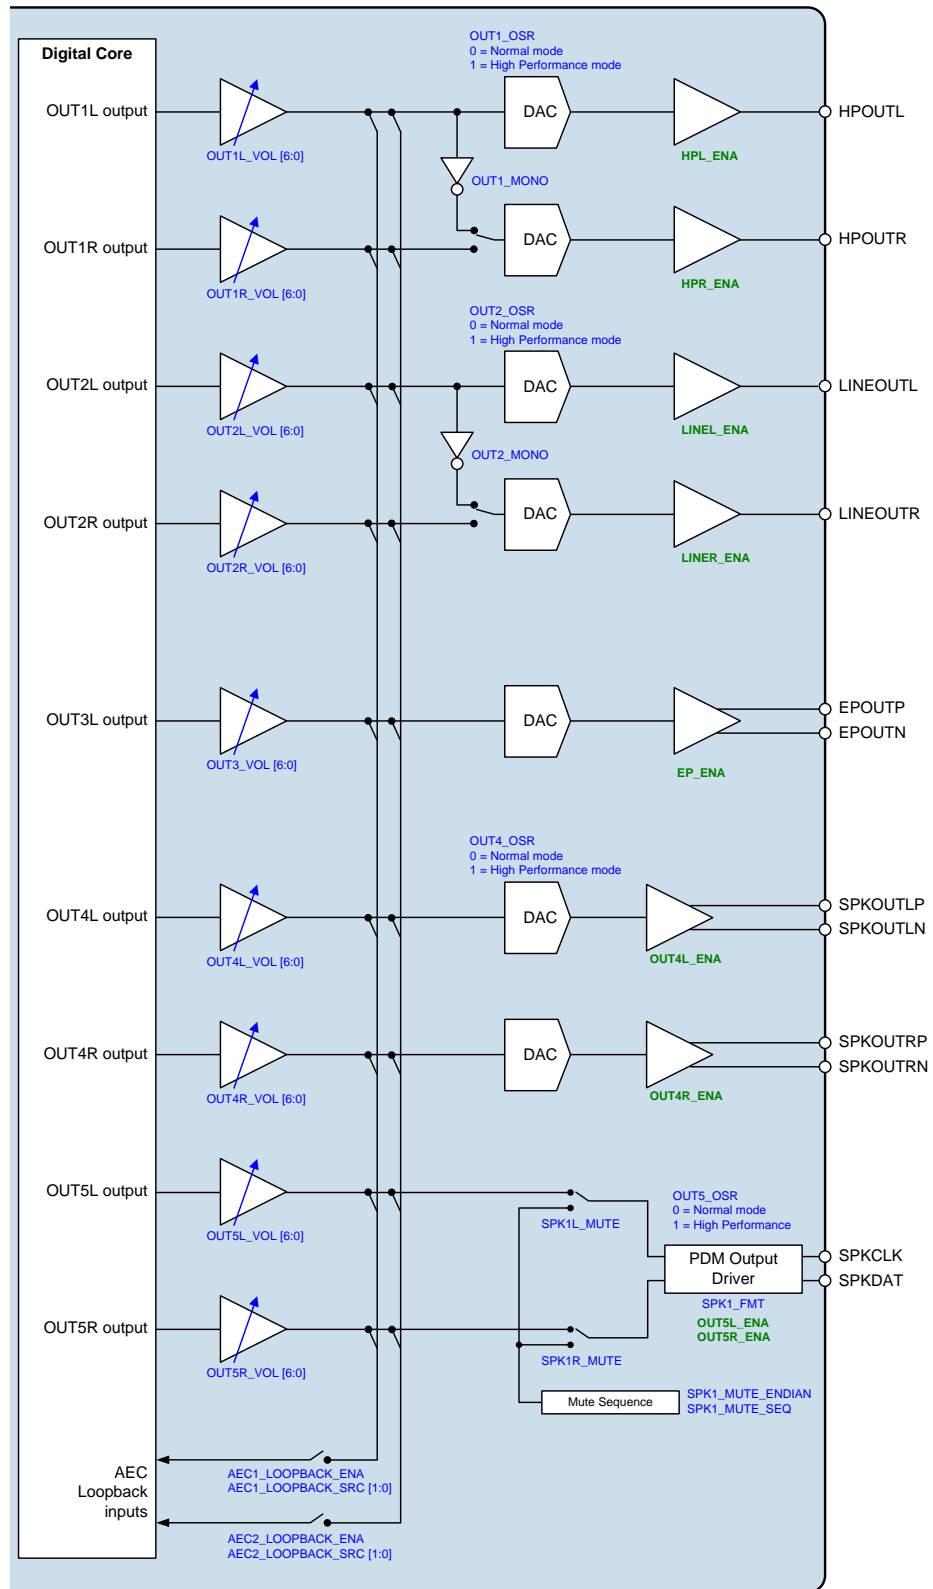 Digital Core
OUT1_OSR
0 = Normal mode
1 = High Performance mode
OUT1L output
DAC
HPOUTL
OUT1L_VOL [6:0]
HPL_ENA
OUT1_MONO
OUT1R output
DAC
HPOUTR
OUT1R_VOL [6:0]
HPR_ENA
OUT2_OSR
0 = Normal mode
1 = High Performance mode
OUT2L output
DAC
LINEOUTL
OUT2L_VOL [6:0]
LINEL_ENA
OUT2_MONO
OUT2R output
DAC
LINEOUTR
OUT2R_VOL [6:0]
LINER_ENA
OUT3L output
DAC
EPOUTP
EPOUTN
OUT3_VOL [6:0]
EP_ENA
OUT4_OSR
0 = Normal mode
1 = High Performance mode
OUT4L output
DAC
SPKOUTLP
SPKOUTLN
OUT4L_VOL [6:0]
OUT4L_ENA
OUT4R output
DAC
SPKOUTRP
SPKOUTRN
OUT4R_VOL [6:0]
OUT4R_ENA
OUT5L output
OUT5L_VOL [6:0]
SPK1L_MUTE
OUT5_OSR
0 = Normal mode
1 = High Performance
PDM Output
Driver
SPKCLK
SPKDAT
SPK1_FMT
OUT5L_ENA
OUT5R_ENA
OUT5R output
OUT5R_VOL [6:0]
SPK1R_MUTE
Mute Sequence
SPK1_MUTE_ENDIAN
SPK1_MUTE_SEQ
AEC
Loopback
inputs
AEC1_LOOPBACK_ENA
AEC1_LOOPBACK_SRC [1:0]
AEC2_LOOPBACK_ENA
AEC2_LOOPBACK_SRC [1:0]